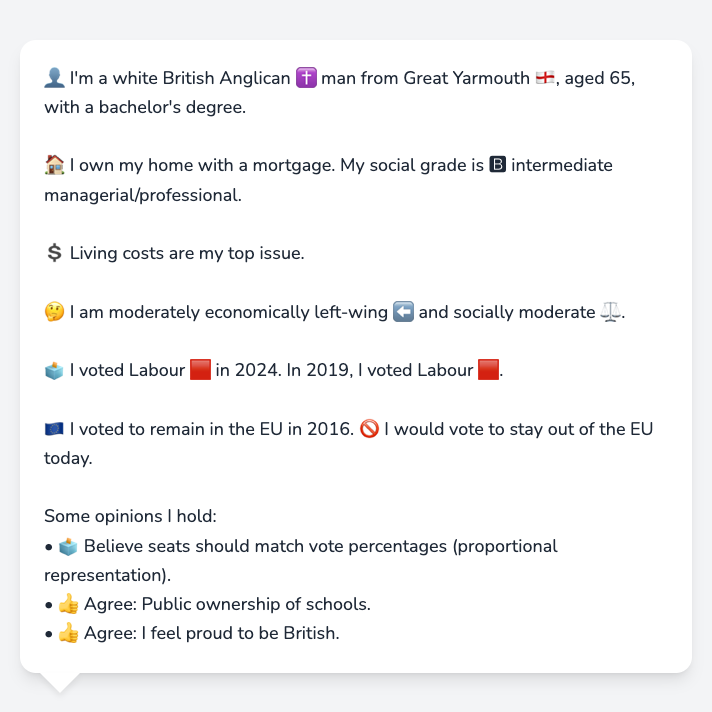 👤 I'm a white British Anglican ✝️ man from Great Yarmouth 🏴󠁧󠁢󠁥󠁮󠁧󠁿, aged 65,
with a bachelor's degree.
🏠 I own my home with a mortgage. My social grade is 🅱 intermediate
managerial/professional.
💲 Living costs are my top issue.
🤔 I am moderately economically left-wing ⬅️ and socially moderate ⚖️.
🗳️ I voted Labour 🟥 in 2024. In 2019, I voted Labour 🟥.
🇪🇺 I voted to remain in the EU in 2016. 🚫 I would vote to stay out of the EU
today.
Some opinions I hold:
• 🗳️ Believe seats should match vote percentages (proportional
representation).
• 👍 Agree: Public ownership of schools.
• 👍 Agree: I feel proud to be British.